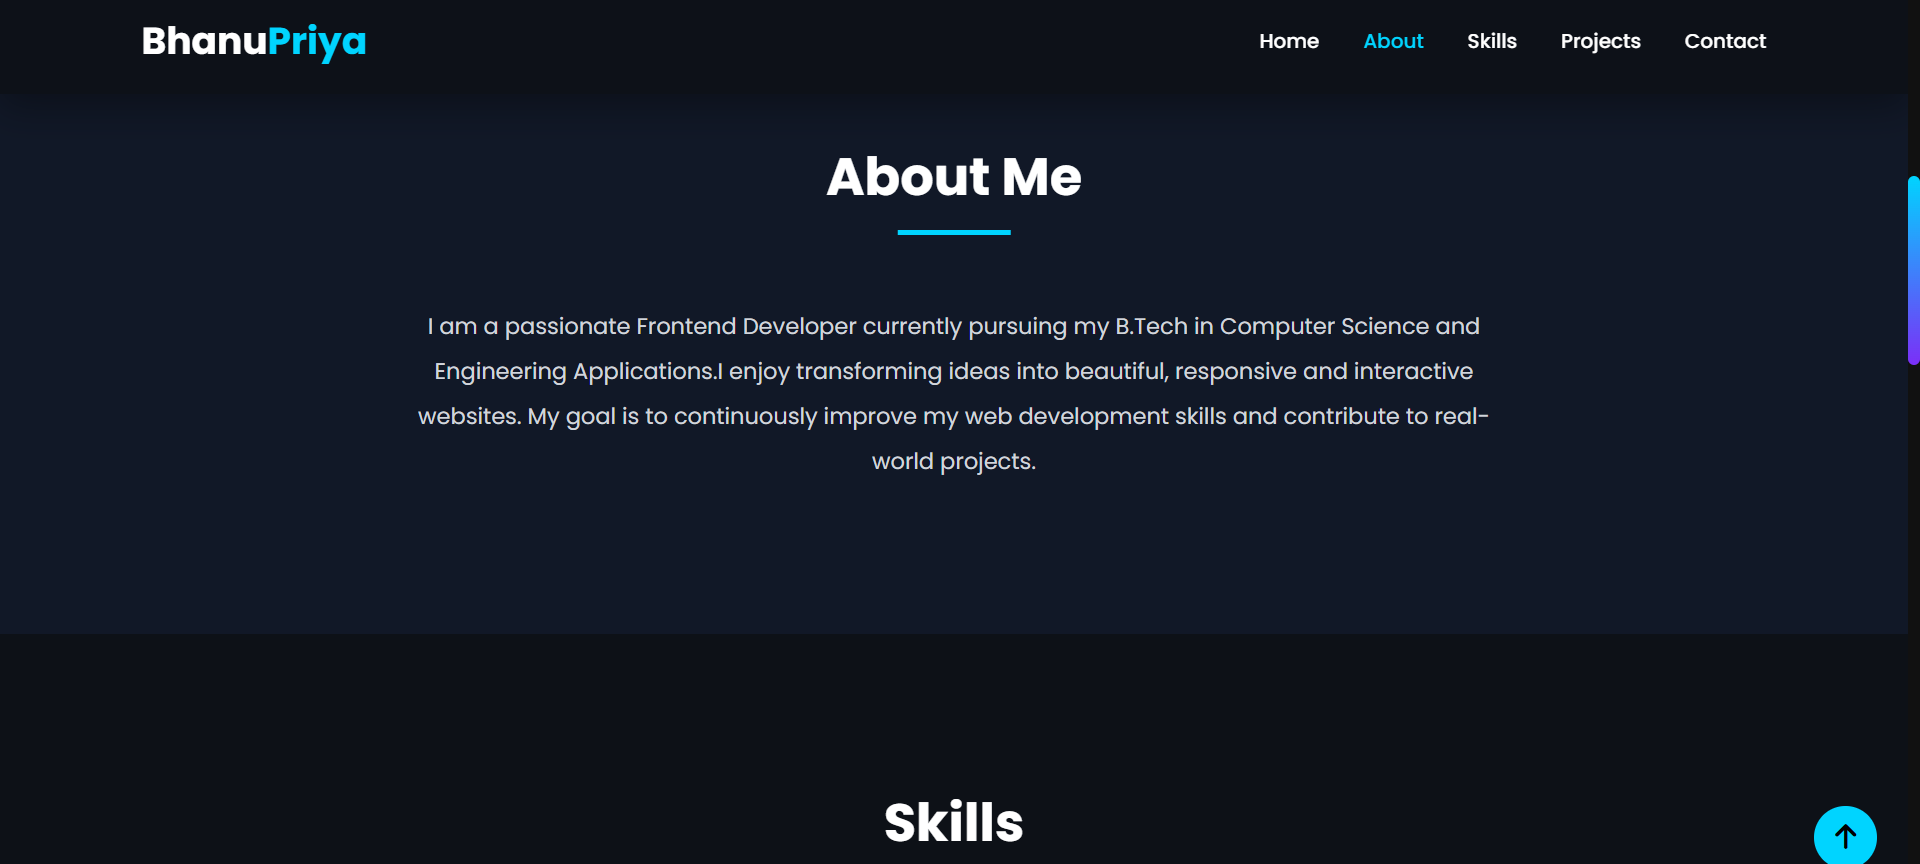 BhanuPriya
Home About Skills Projects Contact
About Me
I am a passionate Frontend Developer currently pursuing my B.Tech in Computer Science and
Engineering Applications.I enjoy transforming ideas into beautiful, responsive and interactive
websites. My goal is to continuously improve my web development skills and contribute to real-
world projects.
Skills